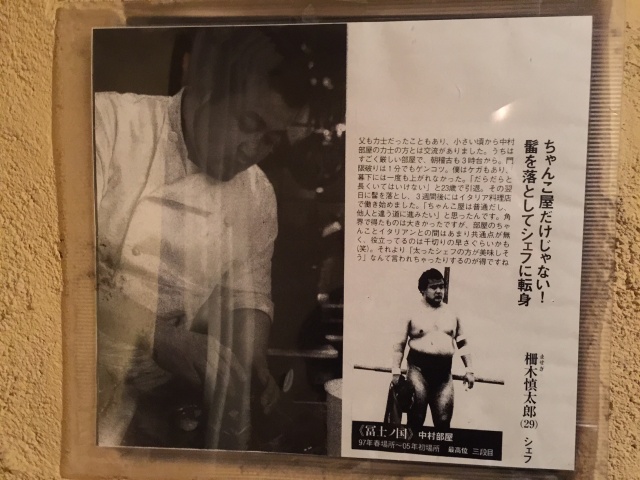 ちゃんこ屋だけじゃない！
髷を落としてシェフに転身
ませぎ
柵木慎太郎(29) シェフ
父も力士だったこともあり、小さい頃から中村
部屋の力士の方とは交流がありました。うちは
すごく厳しい部屋で、朝稽古も3時台から。門
限破りは1分でもゲンコツ。僕はケガもあり、
幕下には一度も上がれなかった。「だらだらと
長くいてはいけない」と23歳で引退。その翌
日に髷を落とし、3週間後にはイタリア料理店
で働き始めました。「ちゃんこ屋は普通だし、
他人と違う道に進みたい」と思ったんです。角
界で得たものは大きかったですが、部屋のちゃ
んことイタリアンとの間はあまり共通点が無
く、役立ってるのは千切りの早さぐらいかも
(笑)。それより「太ったシェフの方が美味しそ
う」なんて言われちゃったりするのが得ですね
《冨士ノ国》中村部屋
97年春場所〜05年初場所 最高位 三段目